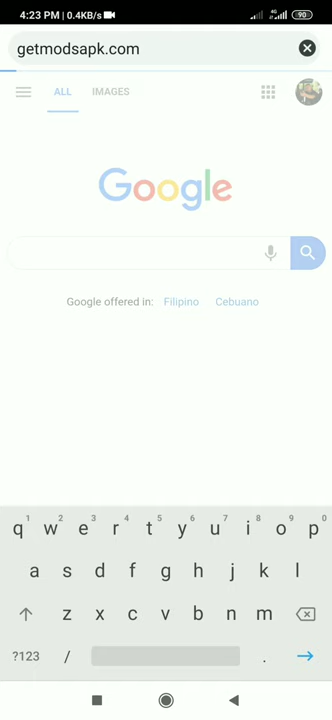 4:23 PM | 0.4KB/s 4G 90
getmodsapk.com
ALL IMAGES
Google
Google offered in: Filipino Cebuano
1 2 3 4 5 6 7 8 9 0
q w e r t y u i o p
a s d f g h j k l
z x c v b n m
?123 / .